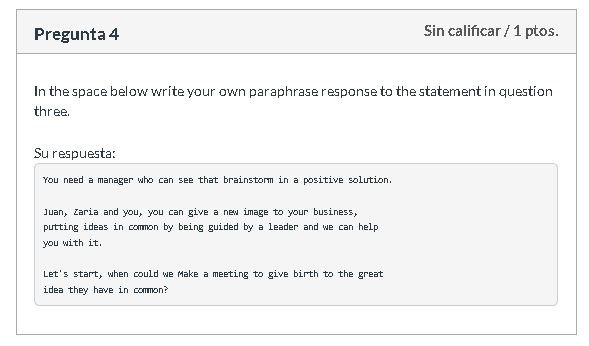 Pregunta 4
Sin calificar / 1 ptos.
In the space below write your own paraphrase response to the statement in question
three.
Su respuesta:
You need a manager who can see that brainstorm in a positive solution.
Juan, Zaria and you, you can give a new image to your business,
putting ideas in common by being guided by a leader and we can help
you with it.
Let's start, when could we Make a meeting to give birth to the great
idea they have in common?